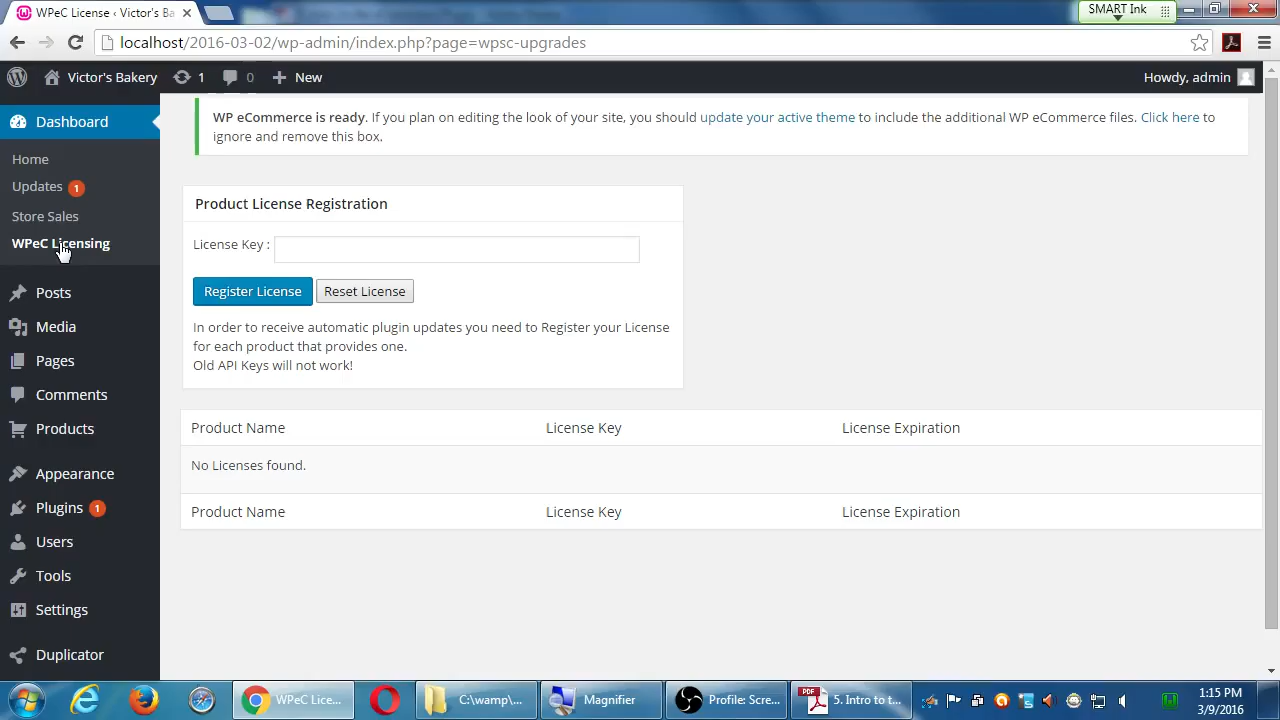 WPeC License ‹ Victor's Ba
SMART Ink
localhost/2016-03-02/wp-admin/index.php?page=wpsc-upgrades
Victor's Bakery 1 0 New Howdy, admin
Dashboard
Home
Updates 1
Store Sales
WPeC Licensing
Posts
Media
Pages
Comments
Products
Appearance
Plugins 1
Users
Tools
Settings
Duplicator
WP eCommerce is ready. If you plan on editing the look of your site, you should update your active theme to include the additional WP eCommerce files. Click here to
ignore and remove this box.
Product License Registration
License Key :
Register License Reset License
In order to receive automatic plugin updates you need to Register your License
for each product that provides one.
Old API Keys will not work!
Product Name License Key License Expiration
No Licenses found.
Product Name License Key License Expiration
WPeC Lice... C:\wamp\... Magnifier Profile: Scre... PDF 5. Intro to t...
1:15 PM
3/9/2016